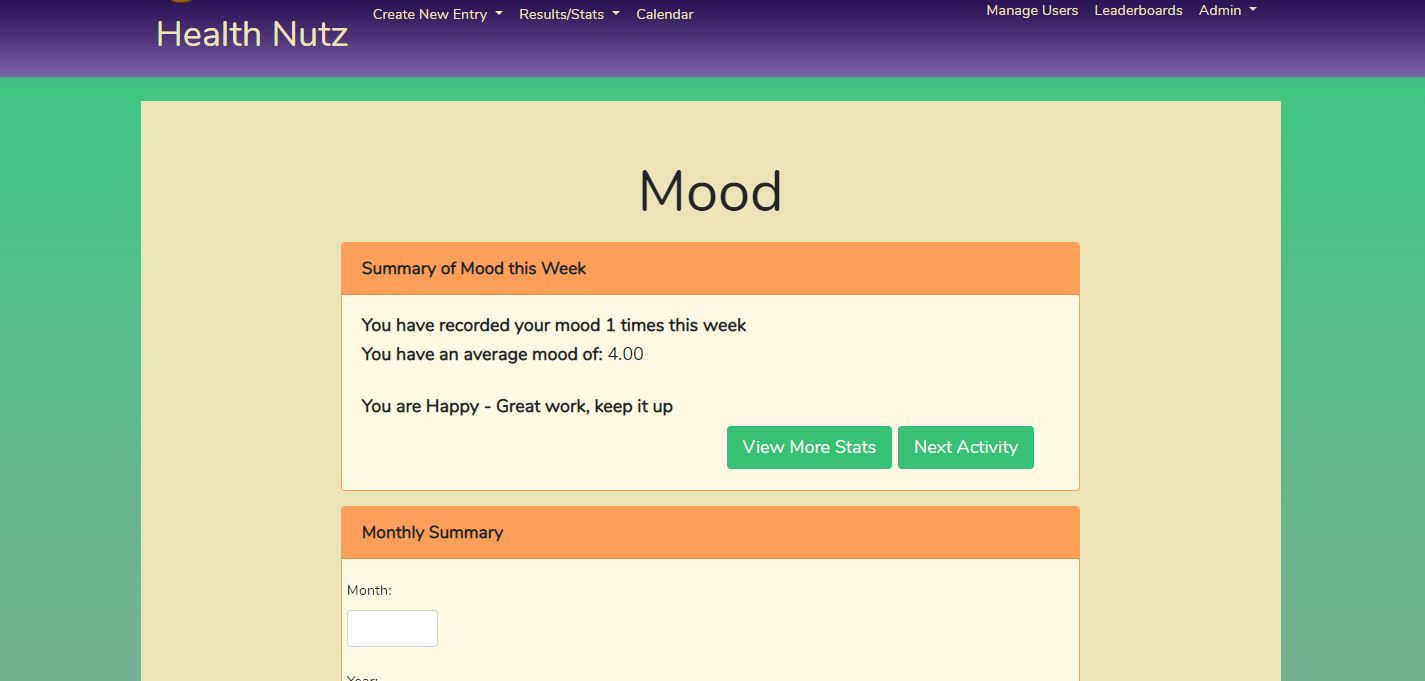 Health Nutz
Create New Entry
Results/Stats
Calendar
Manage Users
Leaderboards
Admin
Mood
Summary of Mood this Week
You have recorded your mood 1 times this week
You have an average mood of: 4.00
You are Happy - Great work, keep it up
View More Stats
Next Activity
Monthly Summary
Month:
Year: